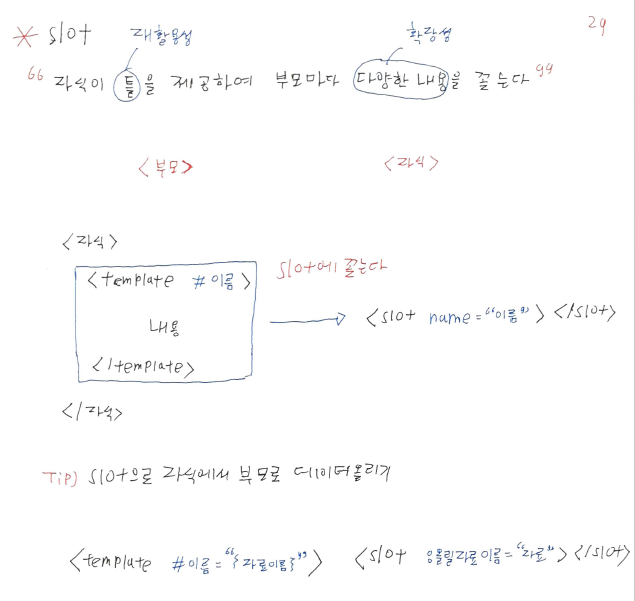 29
* slot
재활용성
확장성
“ 자식이 틀을 제공하여 부모마다 다양한 내용을 꽂는다 ”
<부모> <자식>
<자식>
<template #이름>
slot에 꽂는다
내용
<slot name="이름"></slot>
</template>
</자식>
Tip) slot으로 자식에서 부모로 데이터올리기
<template #이름="{자료이름}"> <slot :올릴자료이름="자료"></slot>